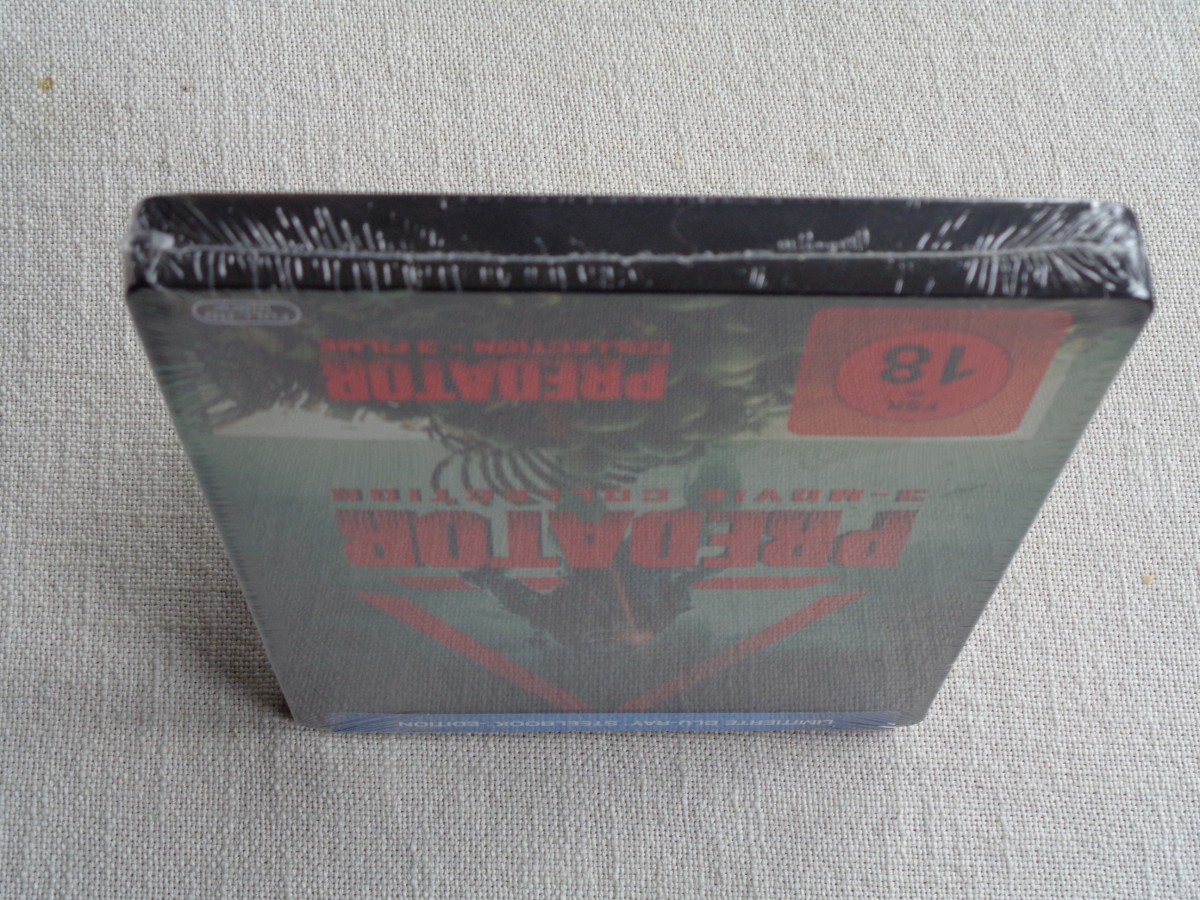 LIMITIERTE BLU-RAY STEELBOOK EDITION
PREDATOR
3-MOVIE COLLECTION
FSK
18
PREDATOR
COLLECTION - 3 FILME